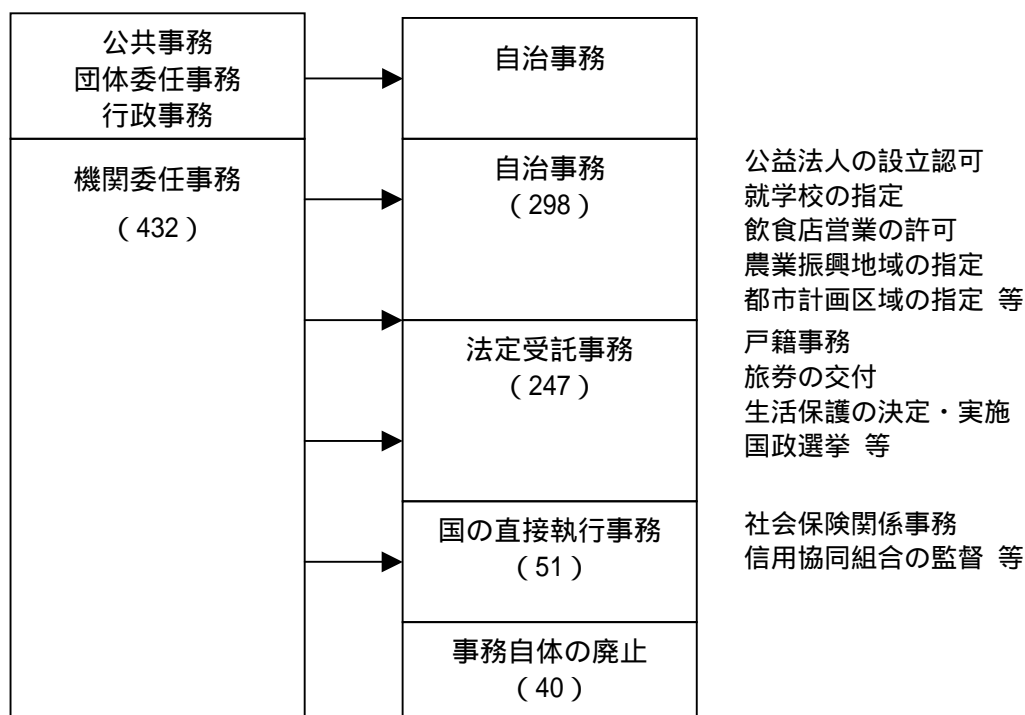 公共事務
団体委任事務
行政事務
機関委任事務
(432)
自治事務
自治事務
(298)
法定受託事務
(247)
国の直接執行事務
(51)
事務自体の廃止
(40)
公益法人の設立認可
就学校の指定
飲食店営業の許可
農業振興地域の指定
都市計画区域の指定 等
戸籍事務
旅券の交付
生活保護の決定・実施
国政選挙 等
社会保険関係事務
信用協同組合の監督 等